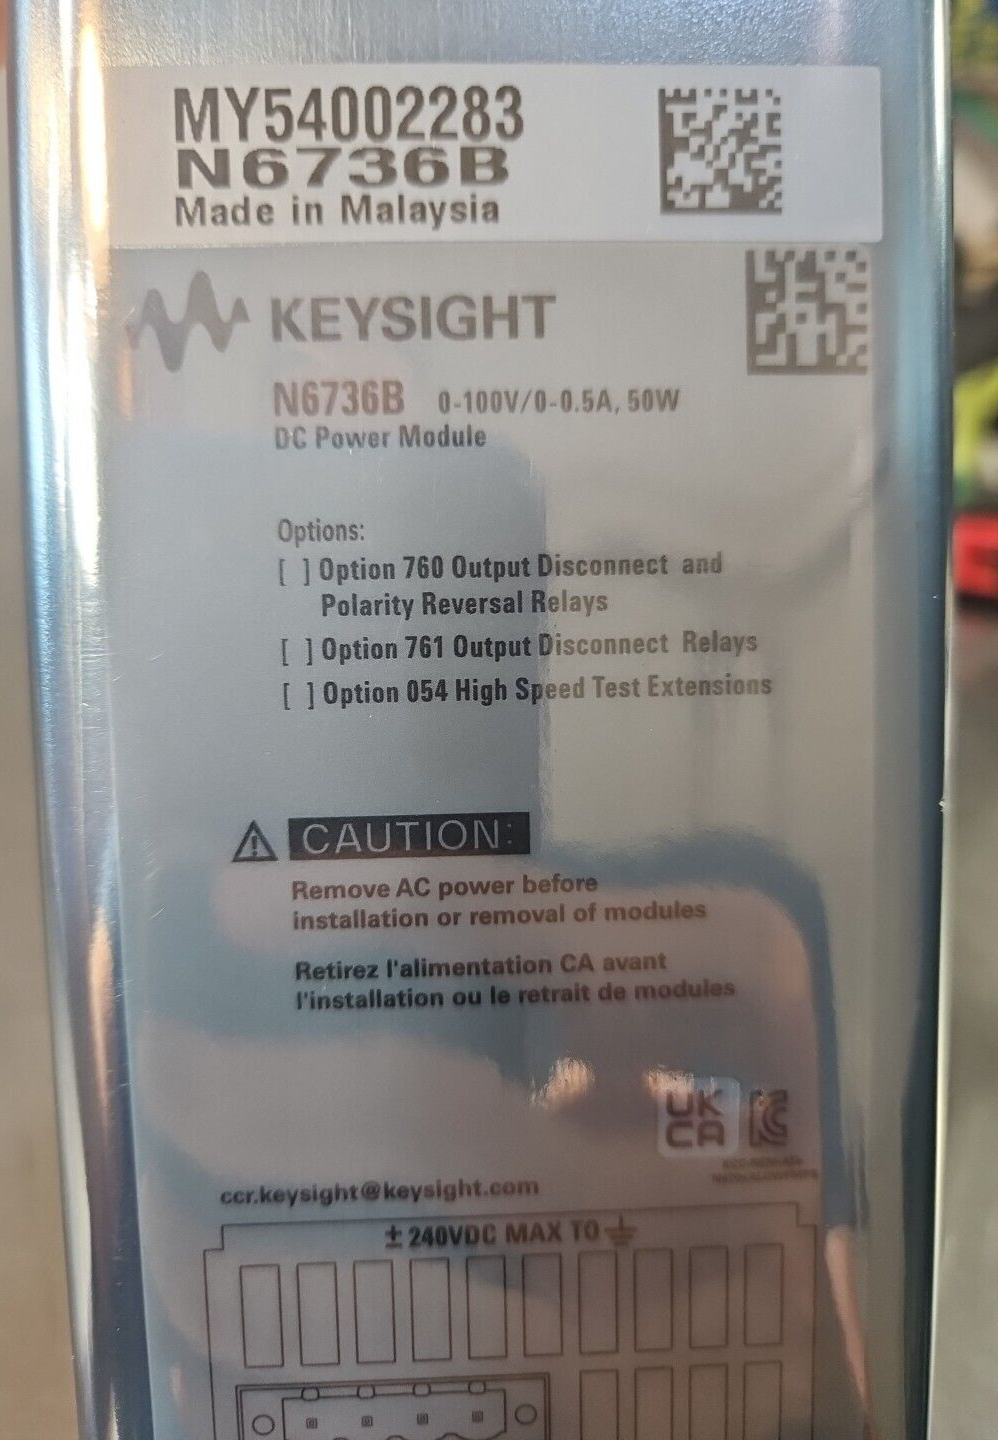 MY54002283
N6736B
Made in Malaysia
KEYSIGHT
N6736B 0-100V/0-0.5A, 50W
DC Power Module
Options:
[ ] Option 760 Output Disconnect and
Polarity Reversal Relays
[ ] Option 761 Output Disconnect Relays
[ ] Option 054 High Speed Test Extensions
CAUTION:
Remove AC power before
installation or removal of modules
Retirez l'alimentation CA avant
l'installation ou le retrait de modules
UK
CA
ccr.keysight@keysight.com
± 240VDC MAX TO ⏚